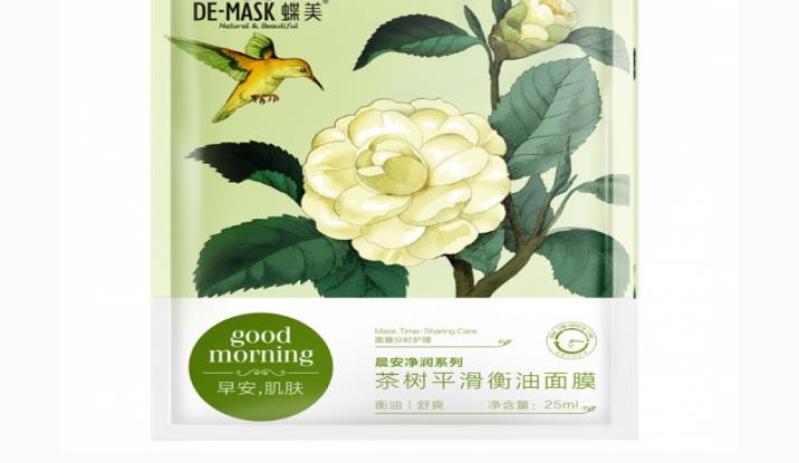 DE-MASK 蝶美®
Natural & Beautiful
good
morning
早安,肌肤
Mask Time-Sharing Care
面膜分时护理
晨安净润系列
茶树平滑衡油面膜
衡油 | 舒爽 净含量: 25ml